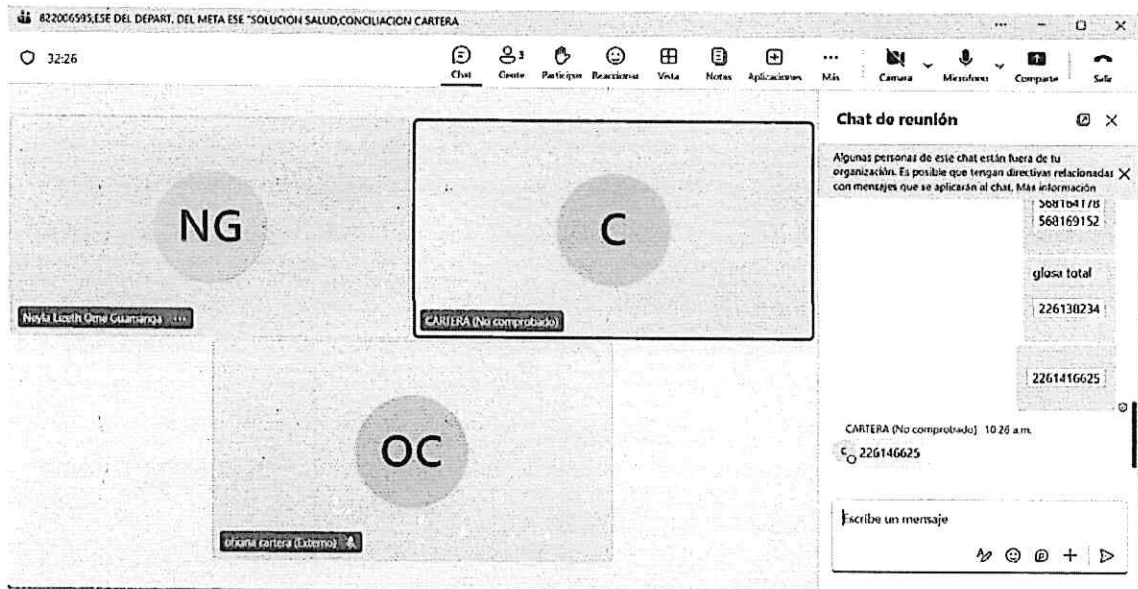 822006595,ESE DEL DEPART. DEL META ESE "SOLUCION SALUD,CONCILIACION CARTERA
32:26
Chat
Gente
3
Participar
Reaccionar
Vista
Notas
Aplicaciones
Más
Cámara
Micrófono
Compartir
Salir
NG
Neyla Lizeth Ome Guamanga
C
CARTERA (No comprobado)
OC
oficina cartera (Externo)
Chat de reunión
Algunas personas de este chat están fuera de tu
organización. Es posible que tengan directivas relacionadas
con mensajes que se aplicarán al chat. Más información
568164178
568169152
glosa total
226138234
2261416625
CARTERA (No comprobado) 10:26 a.m.
C
226146625
Escribe un mensaje